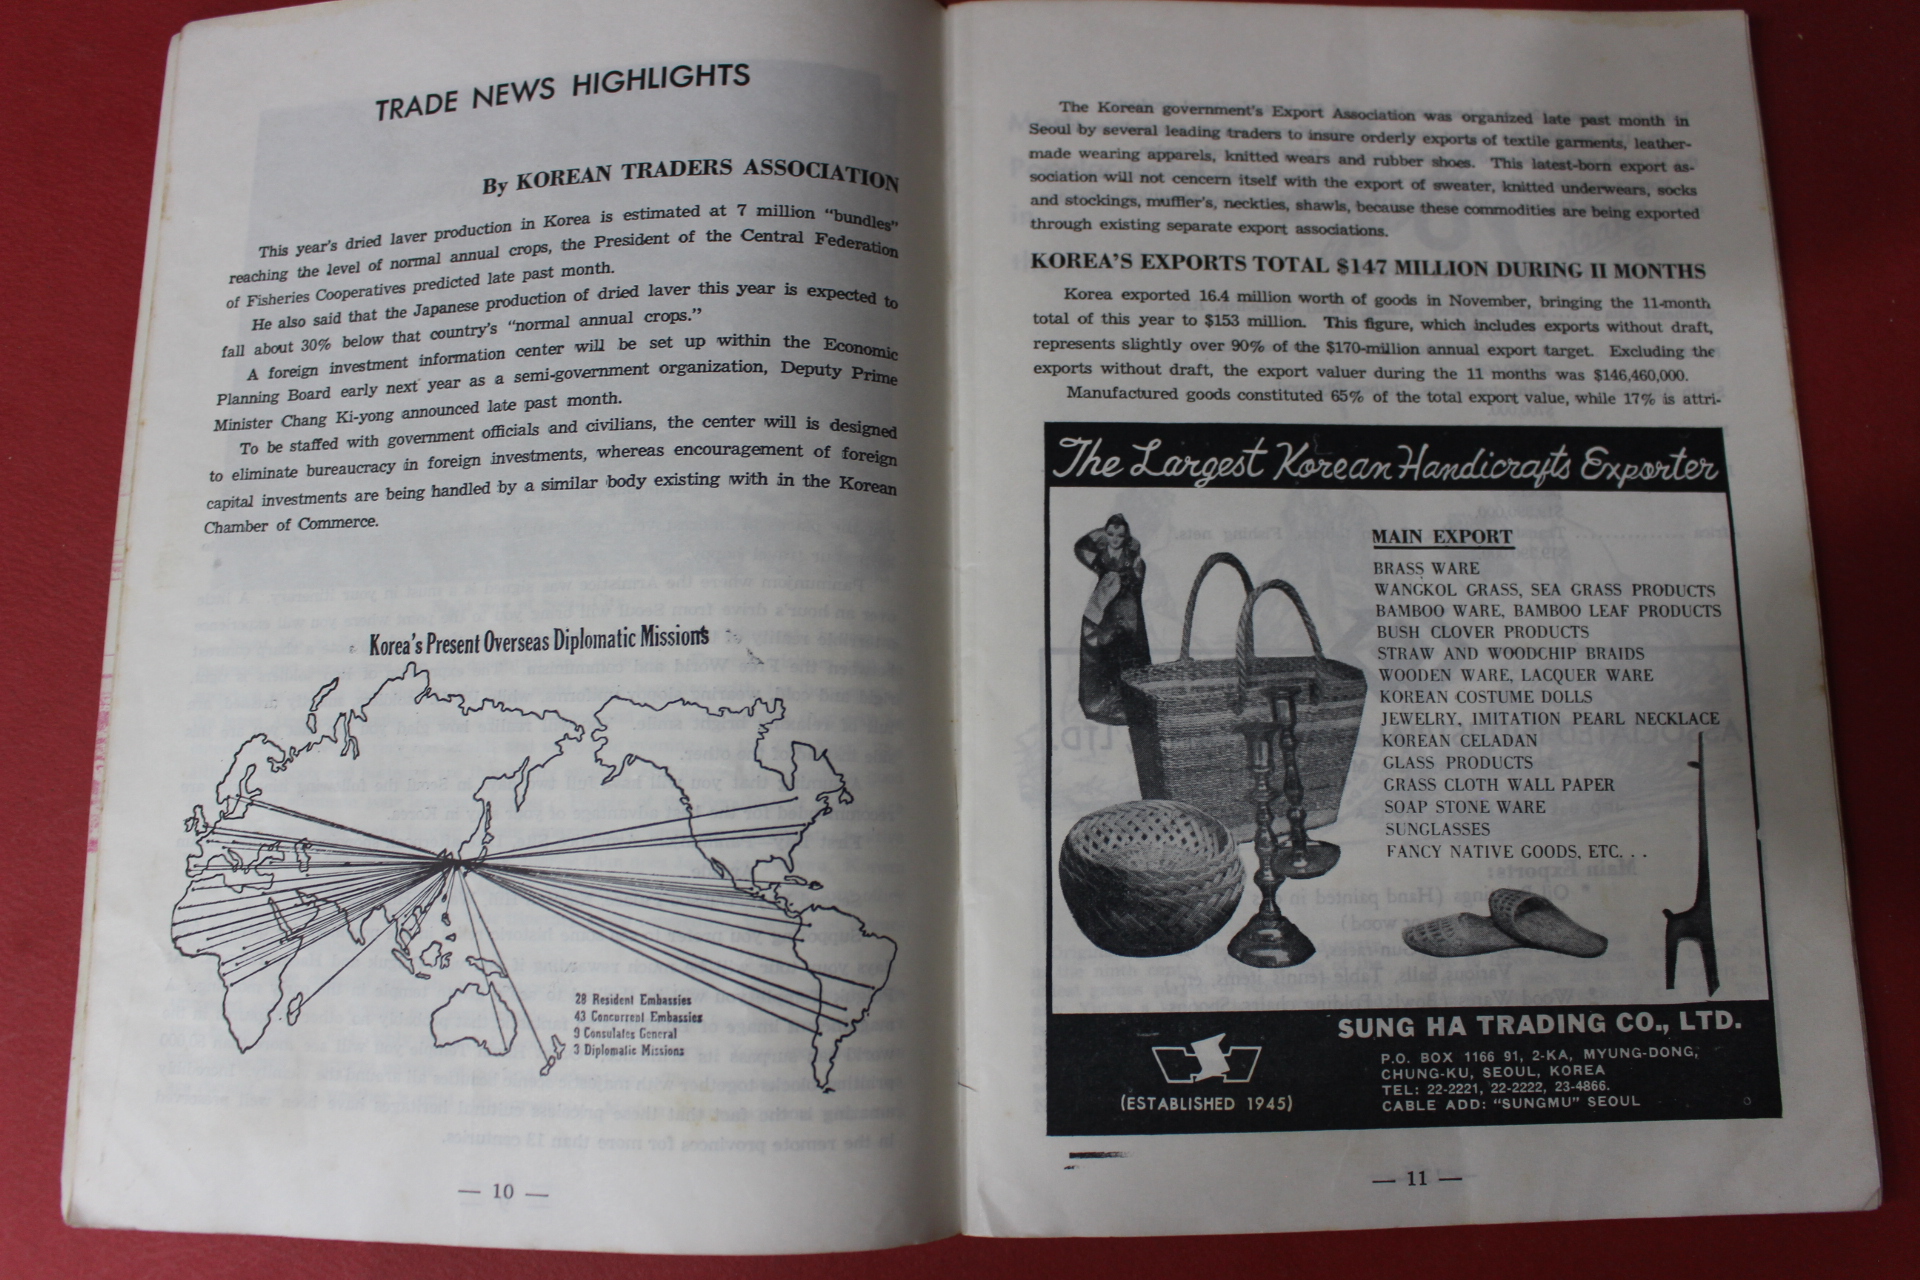 TRADE NEWS HIGHLIGHTS
By KOREAN TRADERS ASSOCIATION
This year's dried laver production in Korea is estimated at 7 million "bundles"
reaching the level of normal annual crops, the President of the Central Federation
of Fisheries Cooperatives predicted late past month.
He also said that the Japanese production of dried laver this year is expected to
fall about 30% below that country's "normal annual crops."
A foreign investment information center will be set up within the Economic
Planning Board early next year as a semi-government organization, Deputy Prime
Minister Chang Ki-yong announced late past month.
To be staffed with government officials and civilians, the center will is designed
to eliminate bureaucracy in foreign investments, whereas encouragement of foreign
capital investments are being handled by a similar body existing with in the Korean
Chamber of Commerce.
Korea's Present Overseas Diplomatic Missions
28 Resident Embassies
43 Concurrent Embassies
9 Consulates General
3 Diplomatic Missions
— 10 —
The Korean government's Export Association was organized late past month in
Seoul by several leading traders to insure orderly exports of textile garments, leather-
made wearing apparels, knitted wears and rubber shoes. This latest-born export as-
sociation will not cencern itself with the export of sweater, knitted underwears, socks
and stockings, muffler's, neckties, shawls, because these commodities are being exported
through existing separate export associations.
KOREA'S EXPORTS TOTAL $147 MILLION DURING II MONTHS
Korea exported 16.4 million worth of goods in November, bringing the 11-month
total of this year to $153 million. This figure, which includes exports without draft,
represents slightly over 90% of the $170-million annual export target. Excluding the
exports without draft, the export valuer during the 11 months was $146,460,000.
Manufactured goods constituted 65% of the total export value, while 17% is attri-
The Largest Korean Handicrafts Exporter
MAIN EXPORT
BRASS WARE
WANGKOL GRASS, SEA GRASS PRODUCTS
BAMBOO WARE, BAMBOO LEAF PRODUCTS
BUSH CLOVER PRODUCTS
STRAW AND WOODCHIP BRAIDS
WOODEN WARE, LACQUER WARE
KOREAN COSTUME DOLLS
JEWELRY, IMITATION PEARL NECKLACE
KOREAN CELADAN
GLASS PRODUCTS
GRASS CLOTH WALL PAPER
SOAP STONE WARE
SUNGLASSES
FANCY NATIVE GOODS, ETC. . .
(ESTABLISHED 1945)
SUNG HA TRADING CO., LTD.
P.O. BOX 1166 91, 2-KA, MYUNG-DONG,
CHUNG-KU, SEOUL, KOREA
TEL: 22-2221, 22-2222, 23-4866.
CABLE ADD: "SUNGMU" SEOUL
— 11 —